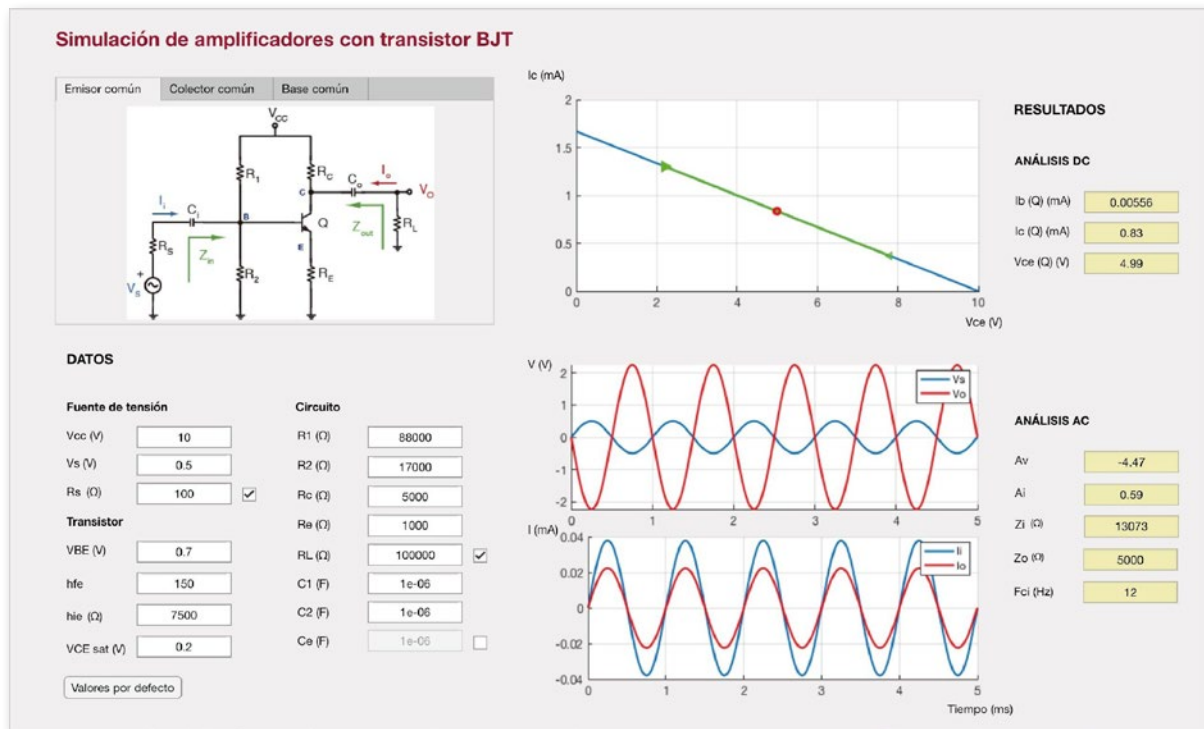 Simulación de amplificadores con transistor BJT
Emisor común Colector común Base común
VCC
R1
RC
Co
Io
VO
C
Ii
Ci
B
Q
Zout
RL
RS
Zin
E
R2
RE
+
VS
Ic (mA)
2
1.5
1
0.5
0
0 2 4 6 8 10
Vce (V)
RESULTADOS
ANÁLISIS DC
Ib (Q) (mA) 0.00556
Ic (Q) (mA) 0.83
Vce (Q) (V) 4.99
DATOS
Fuente de tensión
Vcc (V) 10
Vs (V) 0.5
Rs (Ω) 100
Transistor
VBE (V) 0.7
hfe 150
hie (Ω) 7500
VCE sat (V) 0.2
Valores por defecto
Circuito
R1 (Ω) 88000
R2 (Ω) 17000
Rc (Ω) 5000
Re (Ω) 1000
RL (Ω) 100000
C1 (F) 1e-06
C2 (F) 1e-06
Ce (F) 1e-06
V (V)
2
1
0
-1
-2
0 1 2 3 4 5
Vs
Vo
I (mA)
0.04
0.02
0
-0.02
-0.04
0 1 2 3 4 5
Ii
Io
Tiempo (ms)
ANÁLISIS AC
Av -4.47
Ai 0.59
Zi (Ω) 13073
Zo (Ω) 5000
Fci (Hz) 12